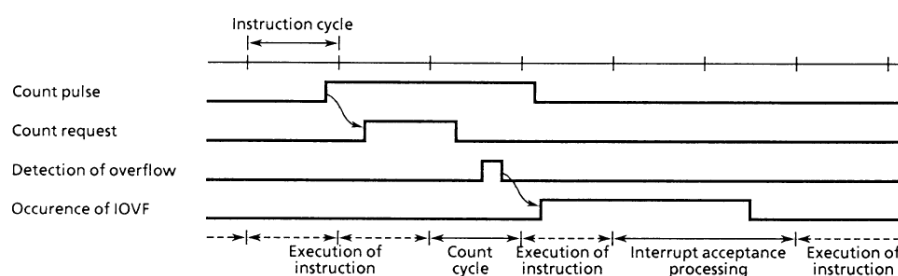 Instruction cycle
Count pulse
Count request
Detection of overflow
Occurence of IOVF
Execution of instruction
Count cycle
Execution of instruction
Interrupt acceptance processing
Execution of instruction